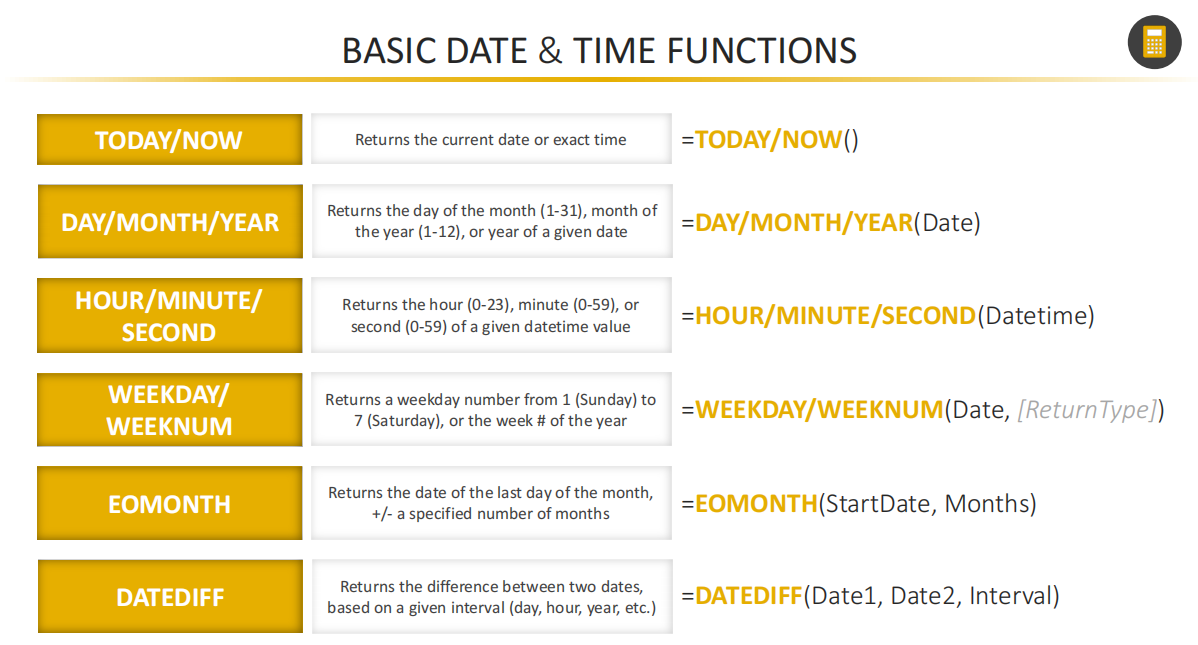 BASIC DATE & TIME FUNCTIONS
TODAY/NOW
Returns the current date or exact time
=TODAY/NOW()
DAY/MONTH/YEAR
Returns the day of the month (1-31), month of
the year (1-12), or year of a given date
=DAY/MONTH/YEAR(Date)
HOUR/MINUTE/
SECOND
Returns the hour (0-23), minute (0-59), or
second (0-59) of a given datetime value
=HOUR/MINUTE/SECOND(Datetime)
WEEKDAY/
WEEKNUM
Returns a weekday number from 1 (Sunday) to
7 (Saturday), or the week # of the year
=WEEKDAY/WEEKNUM(Date, [ReturnType])
EOMONTH
Returns the date of the last day of the month,
+/- a specified number of months
=EOMONTH(StartDate, Months)
DATEDIFF
Returns the difference between two dates,
based on a given interval (day, hour, year, etc.)
=DATEDIFF(Date1, Date2, Interval)